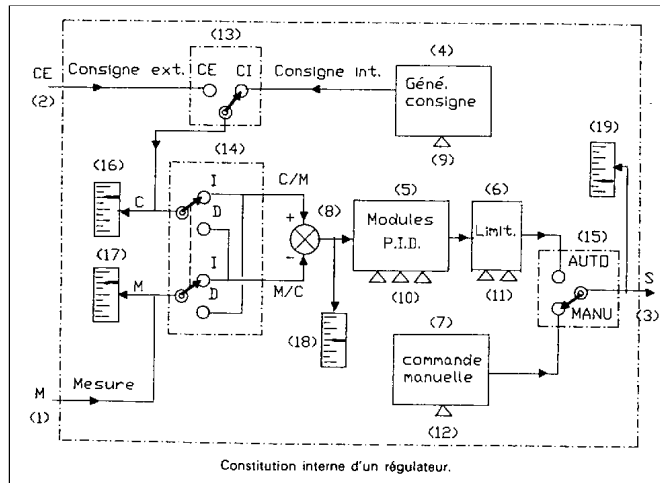 (13)
(4)
CE
Consigne ext.
CE
CI
Consigne int.
Géné.
consigne
(2)
(9)
(19)
(16)
(14)
I
C/M
(5)
(6)
C
D
+
(8)
Modules
P.I.D.
Limit.
(15)
(17)
I
-
AUTO
S
M
D
M/C
(10)
(11)
MANU
(3)
(7)
(18)
commande
manuelle
M
Mesure
(1)
(12)
Constitution interne d'un régulateur.